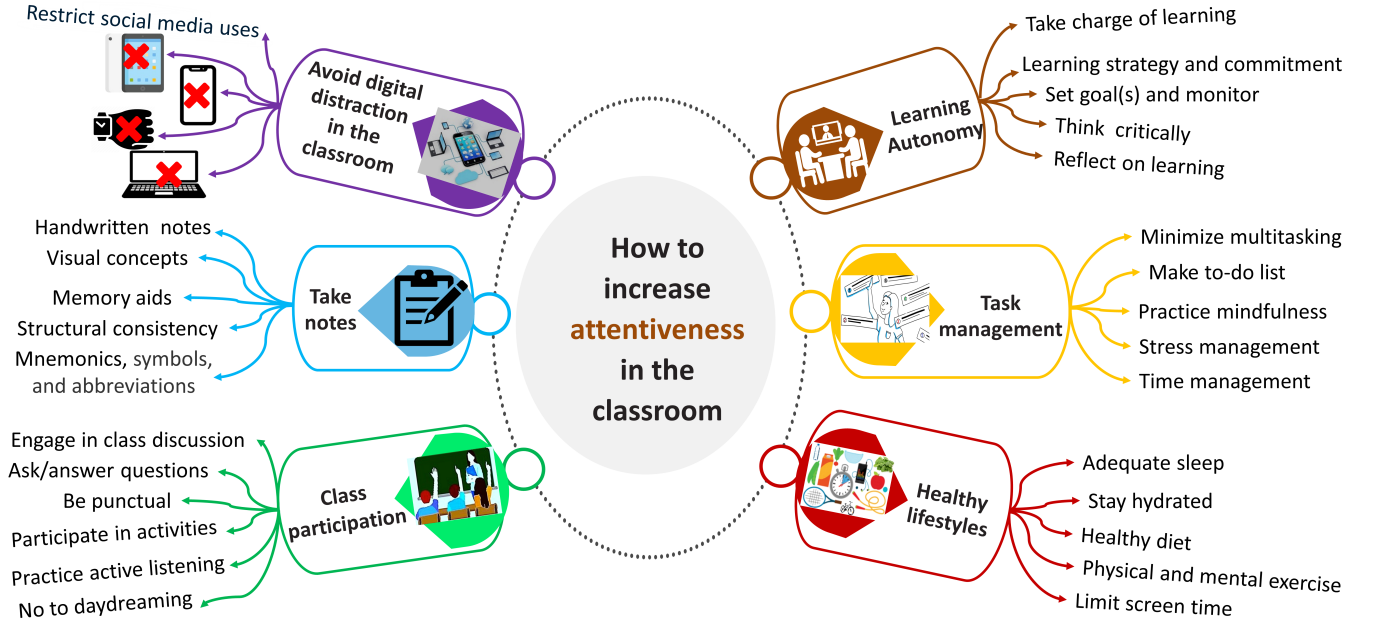 How to
increase
attentiveness
in the
classroom
Restrict social media uses
Avoid digital
distraction
in the
classroom
Handwritten notes
Visual concepts
Memory aids
Structural consistency
Mnemonics, symbols,
and abbreviations
Take
notes
Engage in class discussion
Ask/answer questions
Be punctual
Participate in activities
Practice active listening
No to daydreaming
Class
participation
Learning
Autonomy
Take charge of learning
Learning strategy and commitment
Set goal(s) and monitor
Think critically
Reflect on learning
Task
management
Minimize multitasking
Make to-do list
Practice mindfulness
Stress management
Time management
Healthy
lifestyles
Adequate sleep
Stay hydrated
Healthy diet
Physical and mental exercise
Limit screen time